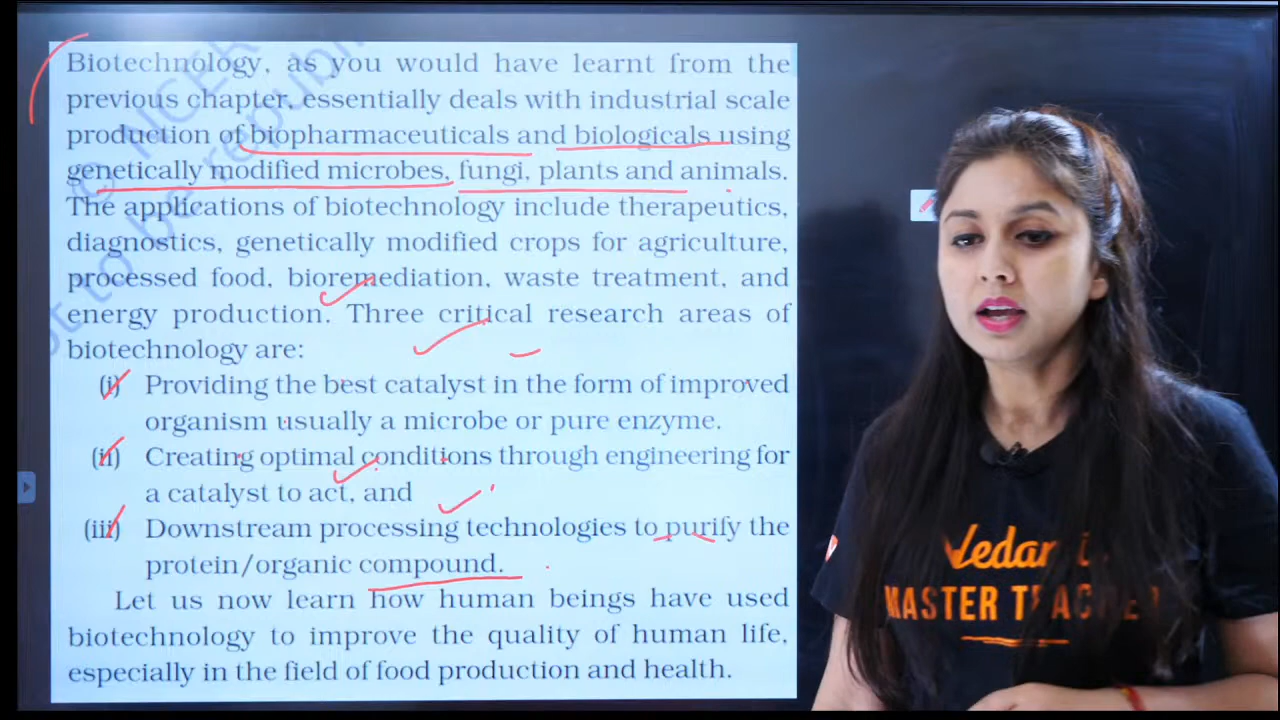 Biotechnology, as you would have learnt from the
previous chapter, essentially deals with industrial scale
production of biopharmaceuticals and biologicals using
genetically modified microbes, fungi, plants and animals.
The applications of biotechnology include therapeutics,
diagnostics, genetically modified crops for agriculture,
processed food, bioremediation, waste treatment, and
energy production. Three critical research areas of
biotechnology are:
(i) Providing the best catalyst in the form of improved
organism usually a microbe or pure enzyme.
(ii) Creating optimal conditions through engineering for
a catalyst to act, and
(iii) Downstream processing technologies to purify the
protein/organic compound.
Let us now learn how human beings have used
biotechnology to improve the quality of human life,
especially in the field of food production and health.
MASTER